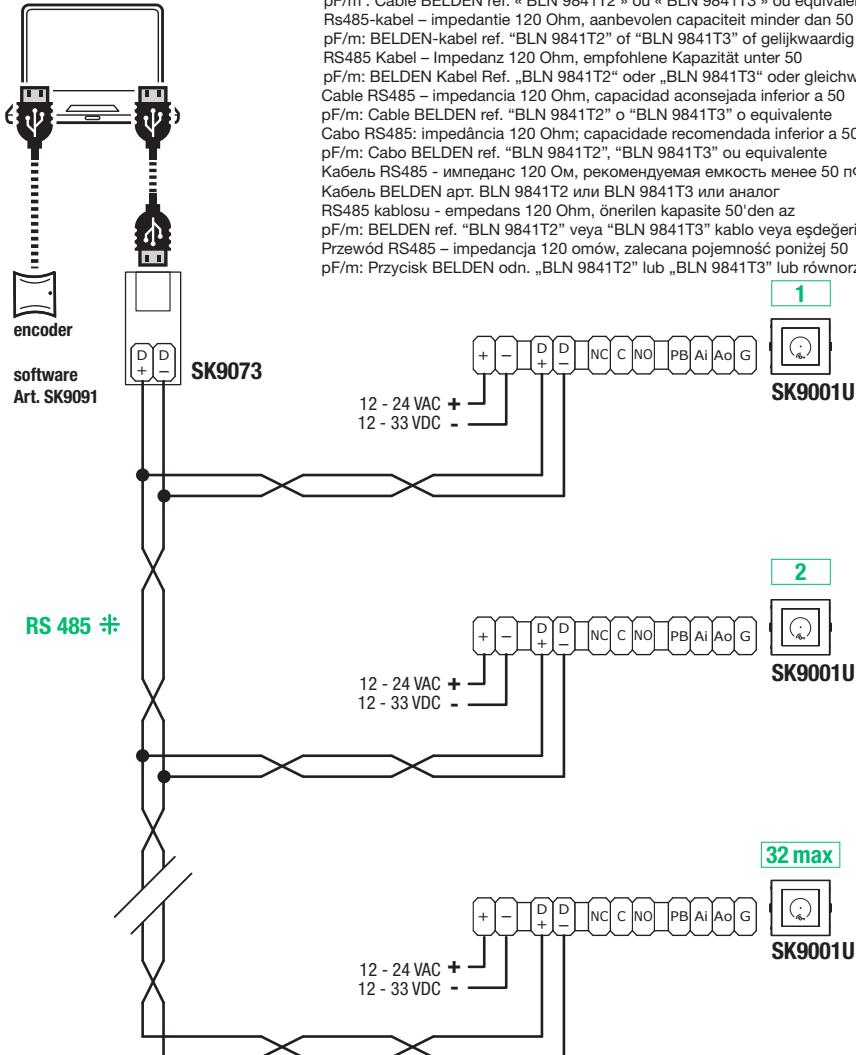 pF/m : Cable BELDEN ref. « BLN 9841T2 » ou « BLN 9841T3 » ou
Rs485-kabel – impedantie 120 Ohm, aanbevolen capaciteit minder dan 50
pF/m: BELDEN-kabel ref. “BLN 9841T2” of “BLN 9841T3” of gelijkwaardig
RS485 Kabel – Impedanz 120 Ohm, empfohlene Kapazität unter 50
pF/m: BELDEN Kabel Ref. „BLN 9841T2“ oder „BLN 9841T3“ oder
Cable RS485 – impedancia 120 Ohm, capacidad aconsejada inferior a 50
pF/m: Cable BELDEN ref. “BLN 9841T2” o “BLN 9841T3” o equivalente
Cabo RS485: impedância 120 Ohm; capacidade recomendada inferior a 50
pF/m: Cabo BELDEN ref. “BLN 9841T2”, “BLN 9841T3” ou equivalente
Кабель RS485 - импеданс 120 Ом, рекомендуемая емкость менее 50
Кабель BELDEN арт. BLN 9841T2 или BLN 9841T3 или аналог
RS485 kablosu - empedans 120 Ohm, önerilen kapasite 50'den az
pF/m: BELDEN ref. “BLN 9841T2” veya “BLN 9841T3” kablo veya eşdeğeri
Przewód RS485 – impedancja 120 omów, zalecana pojemność poniżej 50
pF/m: Przycisk BELDEN odn. „BLN 9841T2” lub „BLN 9841T3” lub
encoder
software
Art. SK9091
D+ D−
SK9073
1
+ − D+ D− NC C NO PB Ai Ao G
SK9001U
12 - 24 VAC +
12 - 33 VDC -
RS 485
2
+ − D+ D− NC C NO PB Ai Ao G
SK9001U
12 - 24 VAC +
12 - 33 VDC -
32 max
+ − D+ D− NC C NO PB Ai Ao G
SK9001U
12 - 24 VAC +
12 - 33 VDC -